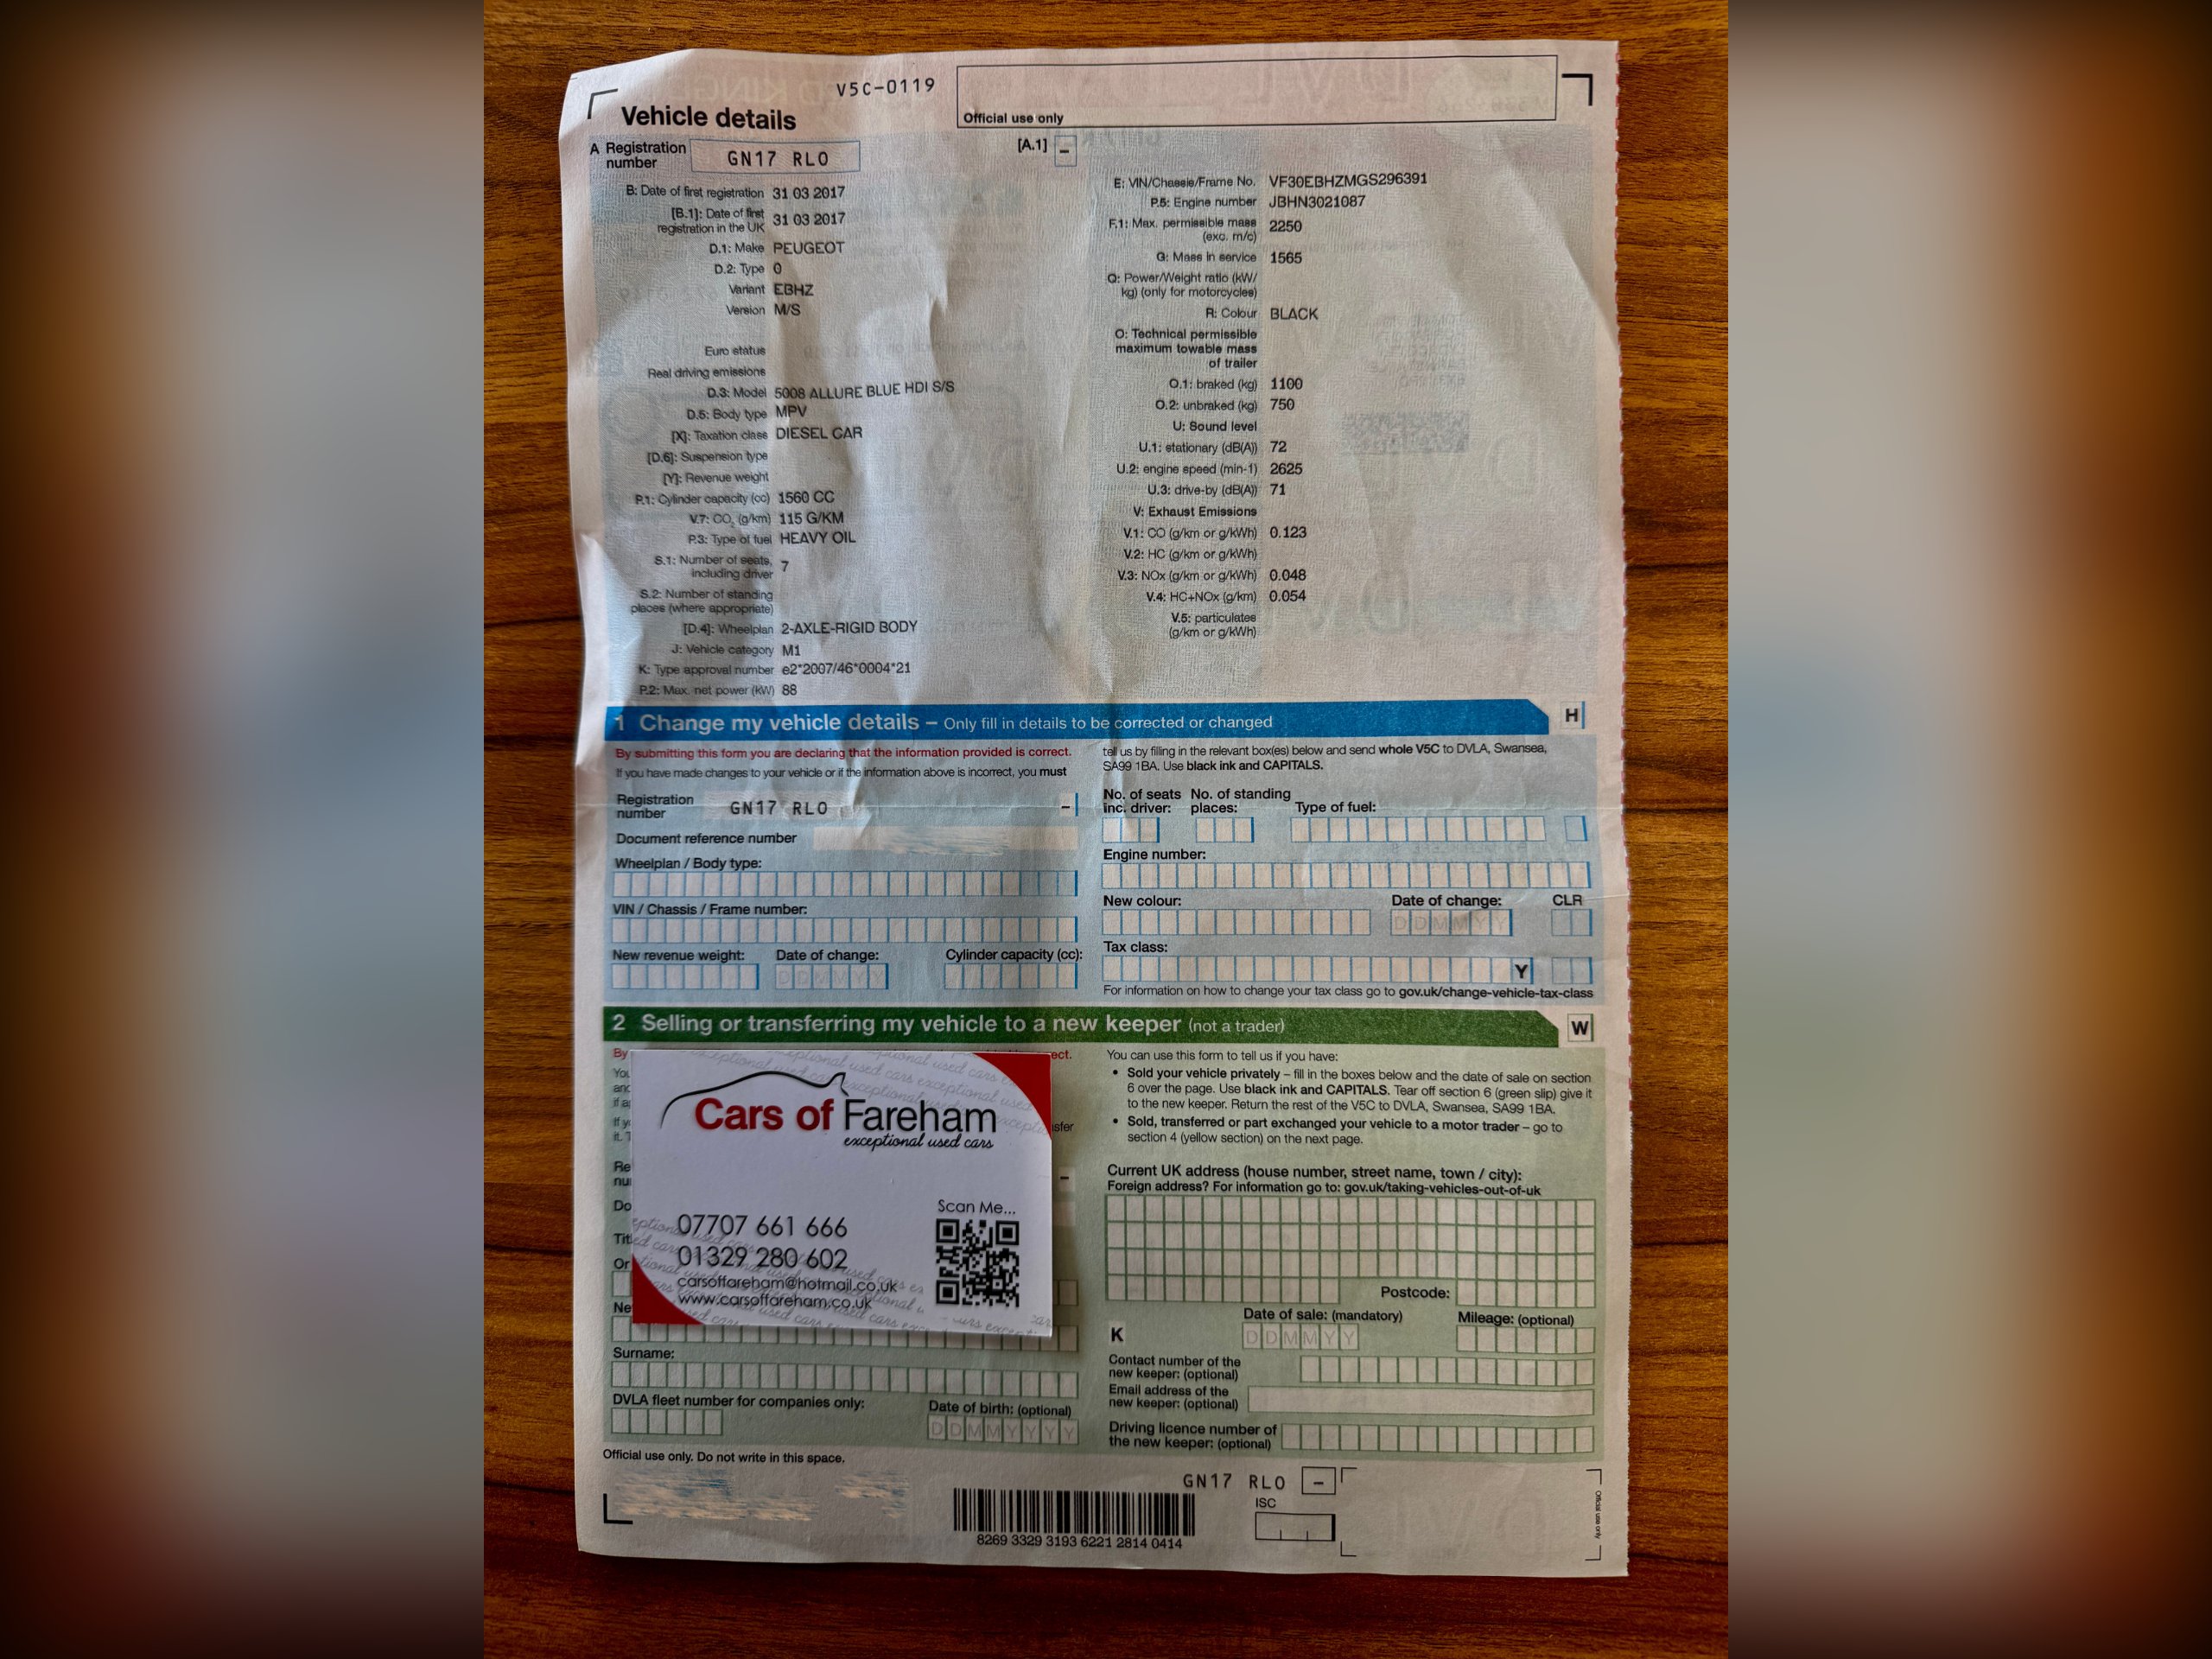 V5C-0119
Vehicle details
Official use only
A Registration number GN17 RLO
[A.1] –
B: Date of first registration 31 03 2017
[B.1]: Date of first registration in the UK 31 03 2017
D.1: Make PEUGEOT
D.2: Type 0
Variant EBHZ
Version M/S
Euro status
Real driving emissions
D.3: Model 5008 ALLURE BLUE HDI S/S
D.5: Body type MPV
[X]: Taxation class DIESEL CAR
[D.6]: Suspension type
[Y]: Revenue weight
P.1: Cylinder capacity (cc) 1560 CC
V.7: CO₂ (g/km) 115 G/KM
P.3: Type of fuel HEAVY OIL
S.1: Number of seats, including driver 7
S.2: Number of standing places (where appropriate)
[D.4]: Wheelplan 2-AXLE-RIGID BODY
J: Vehicle category M1
K: Type approval number e2*2007/46*0004*21
P.2: Max. net power (kW) 88
E: VIN/Chassis/Frame No. VF30EBHZMGS296391
P.5: Engine number JBHN3021087
F.1: Max. permissible mass (exc. m/c) 2250
G: Mass in service 1565
Q: Power/Weight ratio (kW/kg) (only for motorcycles)
R: Colour BLACK
O: Technical permissible maximum towable mass of trailer
O.1: braked (kg) 1100
O.2: unbraked (kg) 750
U: Sound level
U.1: stationary (dB(A)) 72
U.2: engine speed (min-1) 2625
U.3: drive-by (dB(A)) 71
V: Exhaust Emissions
V.1: CO (g/km or g/kWh) 0.123
V.2: HC (g/km or g/kWh)
V.3: NOx (g/km or g/kWh) 0.048
V.4: HC+NOx (g/km) 0.054
V.5: particulates (g/km or g/kWh)
1 Change my vehicle details – Only fill in details to be corrected or changed
H
By submitting this form you are declaring that the information provided is correct.
If you have made changes to your vehicle or if the information above is incorrect, you must
tell us by filling in the relevant box(es) below and send whole V5C to DVLA, Swansea,
SA99 1BA. Use black ink and CAPITALS.
Registration number GN17 RLO –
Document reference number
Wheelplan / Body type:
VIN / Chassis / Frame number:
New revenue weight: Date of change: Cylinder capacity (cc):
DDMMYY
No. of seats inc. driver: No. of standing places: Type of fuel:
Engine number:
New colour: Date of change: CLR
DDMMYY
Tax class:
Y
For information on how to change your tax class go to gov.uk/change-vehicle-tax-class
2 Selling or transferring my vehicle to a new keeper (not a trader)
W
By
Cars of Fareham
exceptional used cars
Scan Me...
07707 661 666
01329 280 602
carsoffareham@hotmail.co.uk
www.carsoffareham.co.uk
Surname:
DVLA fleet number for companies only: Date of birth: (optional)
DDMMYYYY
You can use this form to tell us if you have:
• Sold your vehicle privately – fill in the boxes below and the date of sale on section
6 over the page. Use black ink and CAPITALS. Tear off section 6 (green slip) give it
to the new keeper. Return the rest of the V5C to DVLA, Swansea, SA99 1BA.
• Sold, transferred or part exchanged your vehicle to a motor trader – go to
section 4 (yellow section) on the next page.
Current UK address (house number, street name, town / city):
Foreign address? For information go to: gov.uk/taking-vehicles-out-of-uk
Postcode:
Date of sale: (mandatory) Mileage: (optional)
K DDMMYY
Contact number of the
new keeper: (optional)
Email address of the
new keeper: (optional)
Driving licence number of
the new keeper: (optional)
Official use only. Do not write in this space.
GN17 RLO –
ISC
8269 3329 3193 6221 2814 0414
Official use only